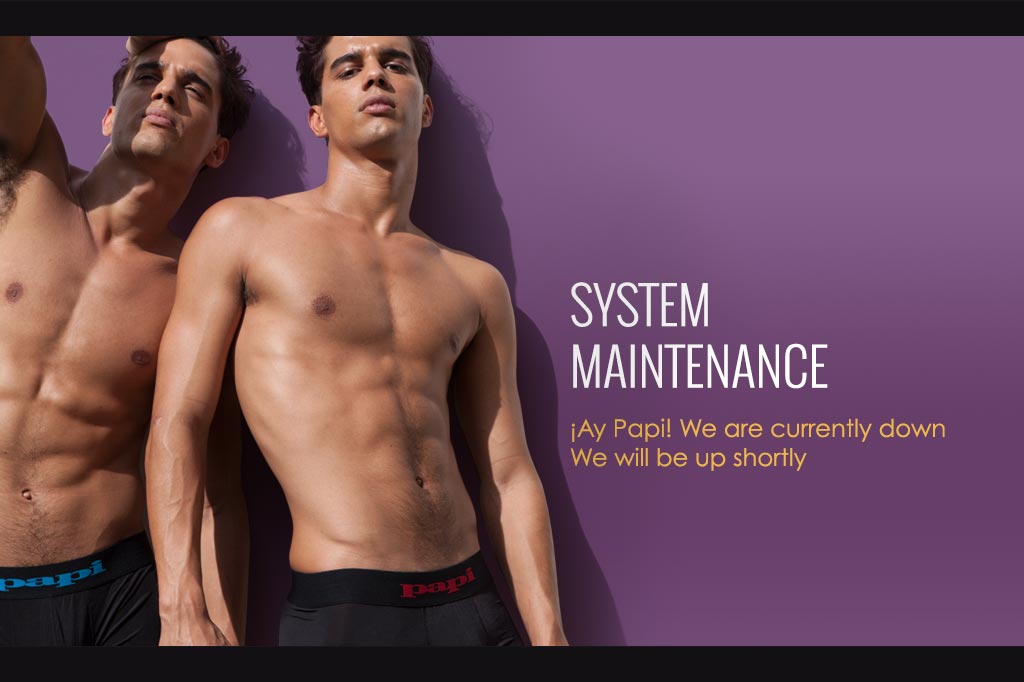 SYSTEM
MAINTENANCE
¡Ay Papi! We are currently down
We will be up shortly
papi
papi